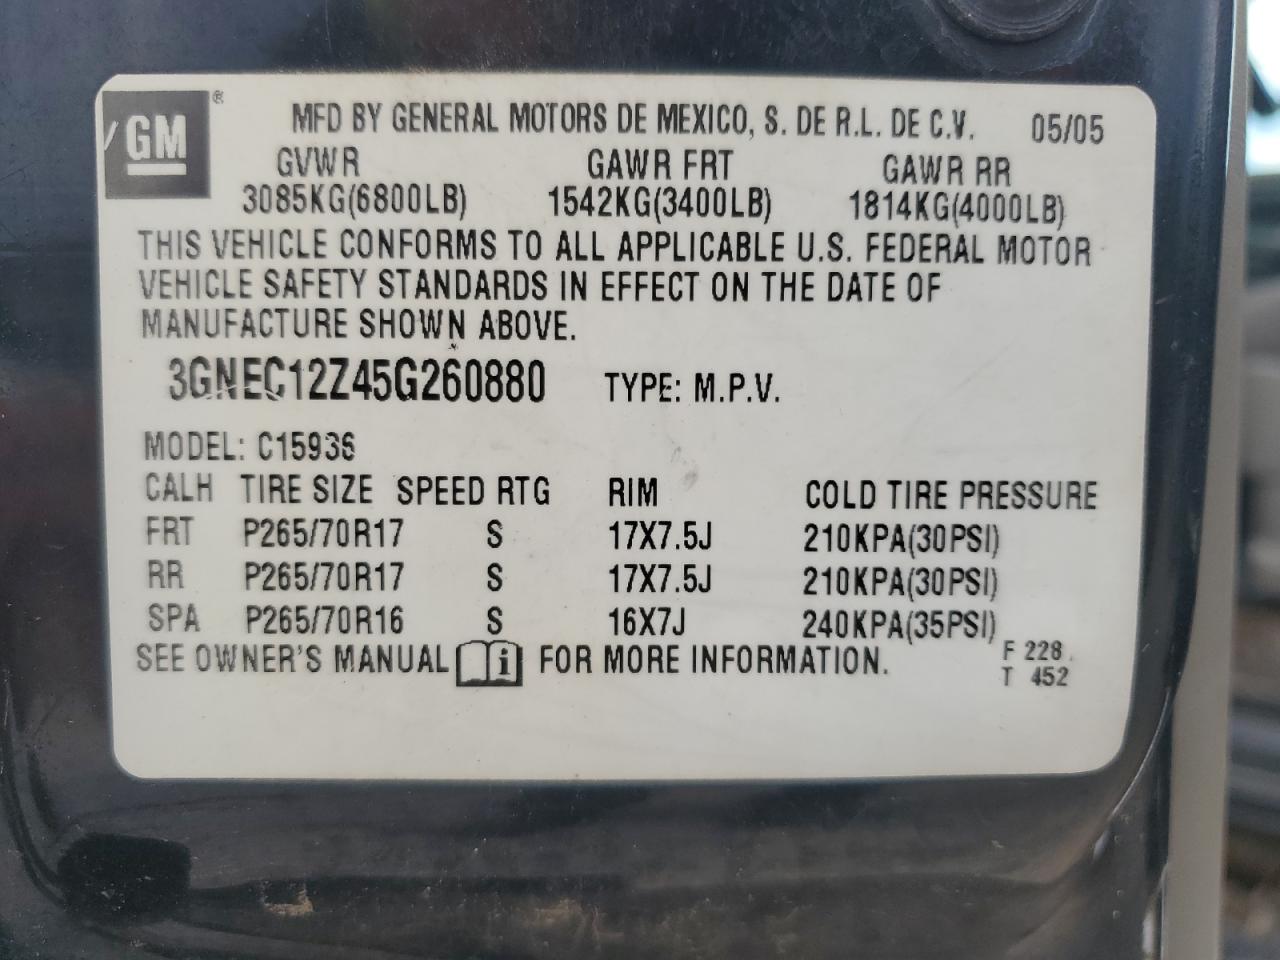 GM ®
MFD BY GENERAL MOTORS DE MEXICO, S. DE R.L. DE C.V. 05/05
GVWR GAWR FRT GAWR RR
3085KG(6800LB) 1542KG(3400LB) 1814KG(4000LB)
THIS VEHICLE CONFORMS TO ALL APPLICABLE U.S. FEDERAL MOTOR
VEHICLE SAFETY STANDARDS IN EFFECT ON THE DATE OF
MANUFACTURE SHOWN ABOVE.
3GNEC12Z45G260880 TYPE: M.P.V.
MODEL: C15936
CALH TIRE SIZE SPEED RTG RIM COLD TIRE PRESSURE
FRT P265/70R17 S 17X7.5J 210KPA(30PSI)
RR P265/70R17 S 17X7.5J 210KPA(30PSI)
SPA P265/70R16 S 16X7J 240KPA(35PSI)
SEE OWNER'S MANUAL i FOR MORE INFORMATION. F 228
T 452